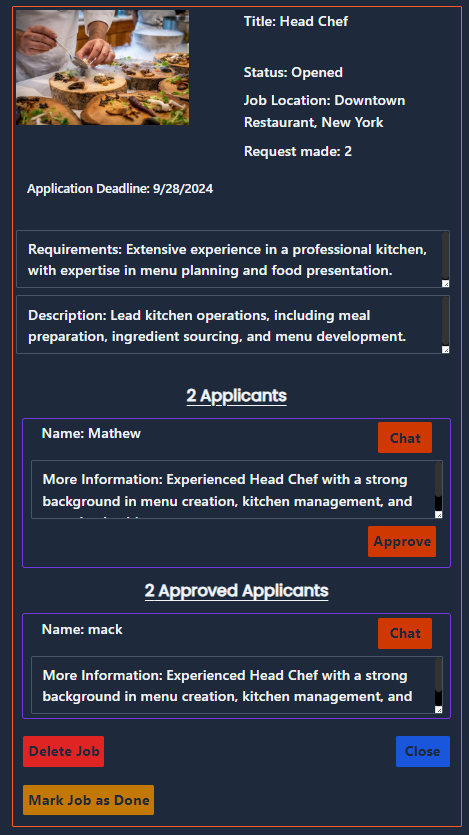 Title: Head Chef
Status: Opened
Job Location: Downtown
Restaurant, New York
Request made: 2
Application Deadline: 9/28/2024
Requirements: Extensive experience in a professional kitchen,
with expertise in menu planning and food presentation.
Description: Lead kitchen operations, including meal
preparation, ingredient sourcing, and menu development.
2 Applicants
Name: Mathew
Chat
More Information: Experienced Head Chef with a strong
background in menu creation, kitchen management, and
Approve
2 Approved Applicants
Name: mack
Chat
More Information: Experienced Head Chef with a strong
background in menu creation, kitchen management, and
Delete Job
Close
Mark Job as Done